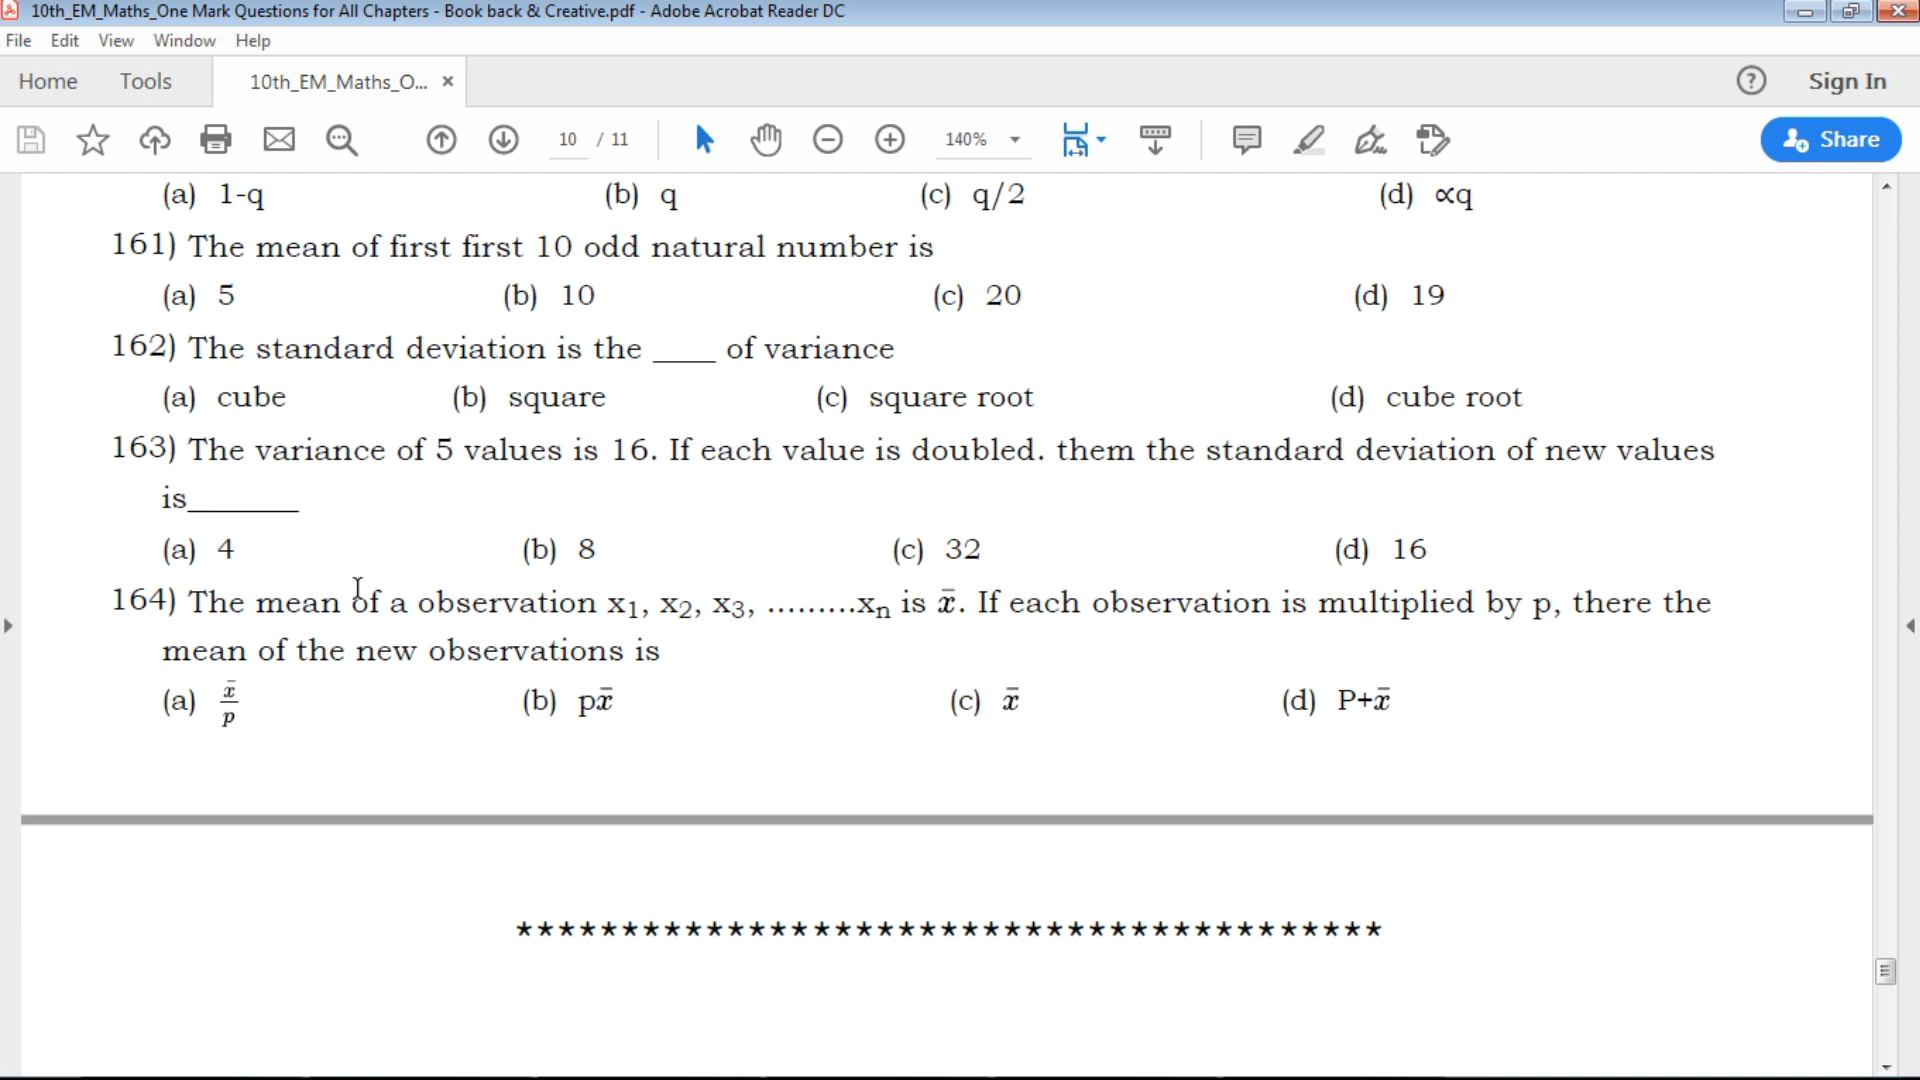 10th_EM_Maths_One Mark Questions for All Chapters - Book back & Creative.pdf - Adobe Acrobat Reader DC
File Edit View Window Help
Home Tools 10th_EM_Maths_O... × ? Sign In
10 / 11 140% Share
(a) 1-q (b) q (c) q/2 (d) ∝q
161) The mean of first first 10 odd natural number is
(a) 5 (b) 10 (c) 20 (d) 19
162) The standard deviation is the ____ of variance
(a) cube (b) square (c) square root (d) cube root
163) The variance of 5 values is 16. If each value is doubled. them the standard deviation of new values
is_______
(a) 4 (b) 8 (c) 32 (d) 16
164) The mean of a observation x₁, x₂, x₃, .........xₙ is x̄. If each observation is multiplied by p, there the
mean of the new observations is
(a) x̄/p (b) px̄ (c) x̄ (d) P+x̄
*****************************************